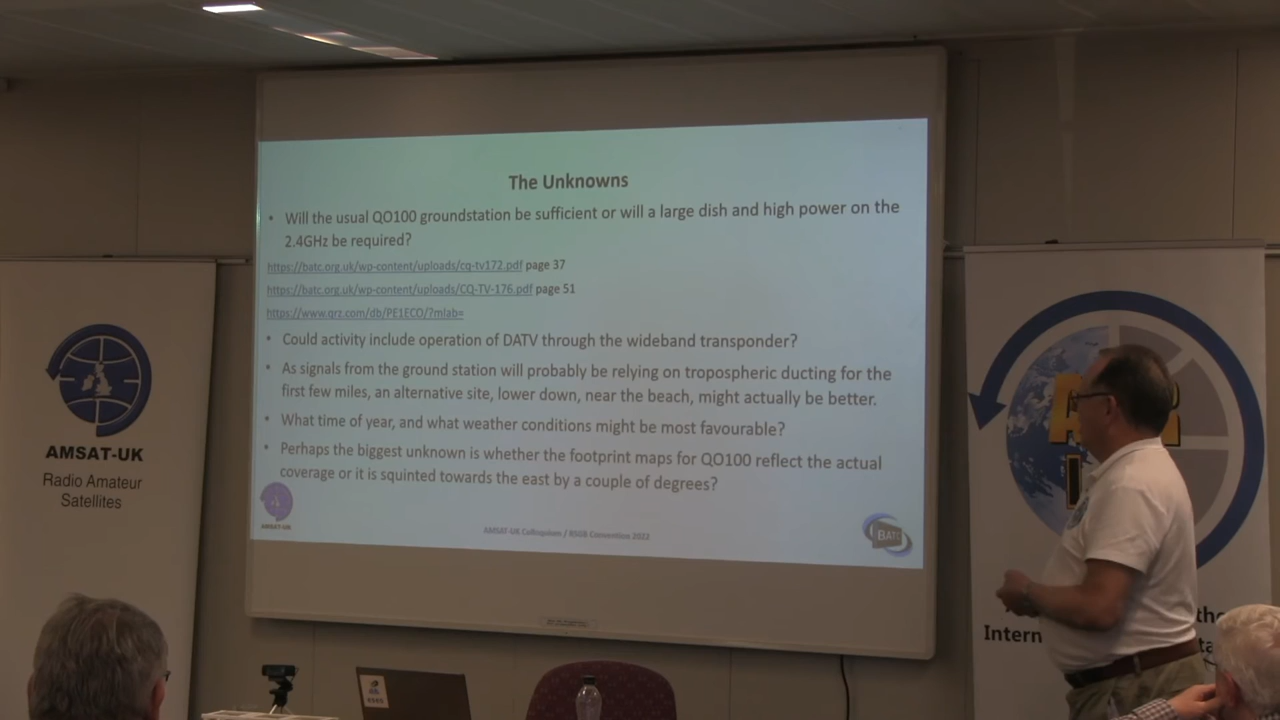 The Unknowns
• Will the usual QO100 groundstation be sufficient or will a large dish and high power on the
2.4GHz be required?
https://batc.org.uk/wp-content/uploads/cq-tv172.pdf page 37
https://batc.org.uk/wp-content/uploads/CQ-TV-176.pdf page 51
https://www.qrz.com/db/PE1ECO/?mlab=
• Could activity include operation of DATV through the wideband transponder?
• As signals from the ground station will probably be relying on tropospheric ducting for the
first few miles, an alternative site, lower down, near the beach, might actually be better.
• What time of year, and what weather conditions might be most favourable?
• Perhaps the biggest unknown is whether the footprint maps for QO100 reflect the actual
coverage or it is squinted towards the east by a couple of degrees?
AMSAT-UK
AMSAT-UK Colloquium / RSGB Convention 2022
BATC
AMSAT-UK
Radio Amateur
Satellites
Intern